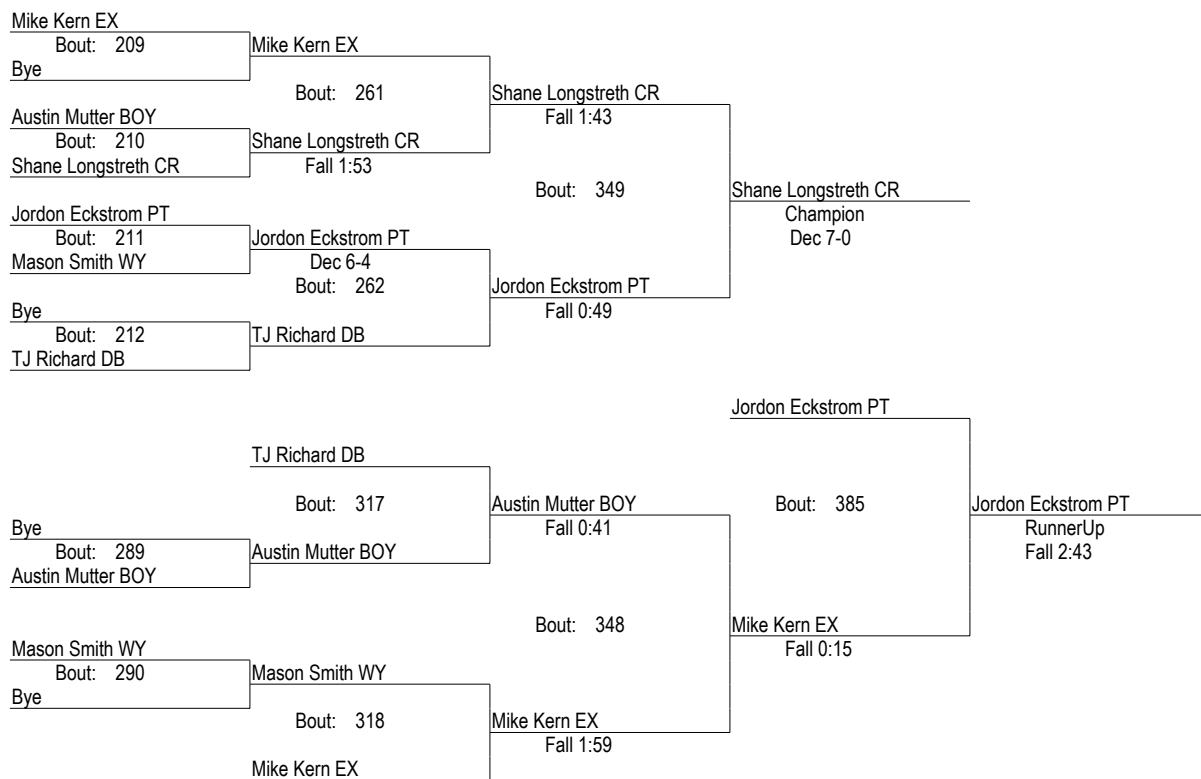 Mike Kern EX
Bout: 209
Mike Kern EX
Bye
Bout: 261
Shane Longstreth CR
Austin Mutter BOY
Fall 1:43
Bout: 210
Shane Longstreth CR
Shane Longstreth CR
Fall 1:53
Bout: 349
Shane Longstreth CR
Jordon Eckstrom PT
Champion
Bout: 211
Jordon Eckstrom PT
Dec 7-0
Mason Smith WY
Dec 6-4
Bout: 262
Jordon Eckstrom PT
Bye
Fall 0:49
Bout: 212
TJ Richard DB
TJ Richard DB
Jordon Eckstrom PT
TJ Richard DB
Bout: 317
Austin Mutter BOY
Bout: 385
Jordon Eckstrom PT
Bye
Fall 0:41
RunnerUp
Bout: 289
Austin Mutter BOY
Fall 2:43
Austin Mutter BOY
Bout: 348
Mike Kern EX
Mason Smith WY
Fall 0:15
Bout: 290
Mason Smith WY
Bye
Bout: 318
Mike Kern EX
Fall 1:59
Mike Kern EX